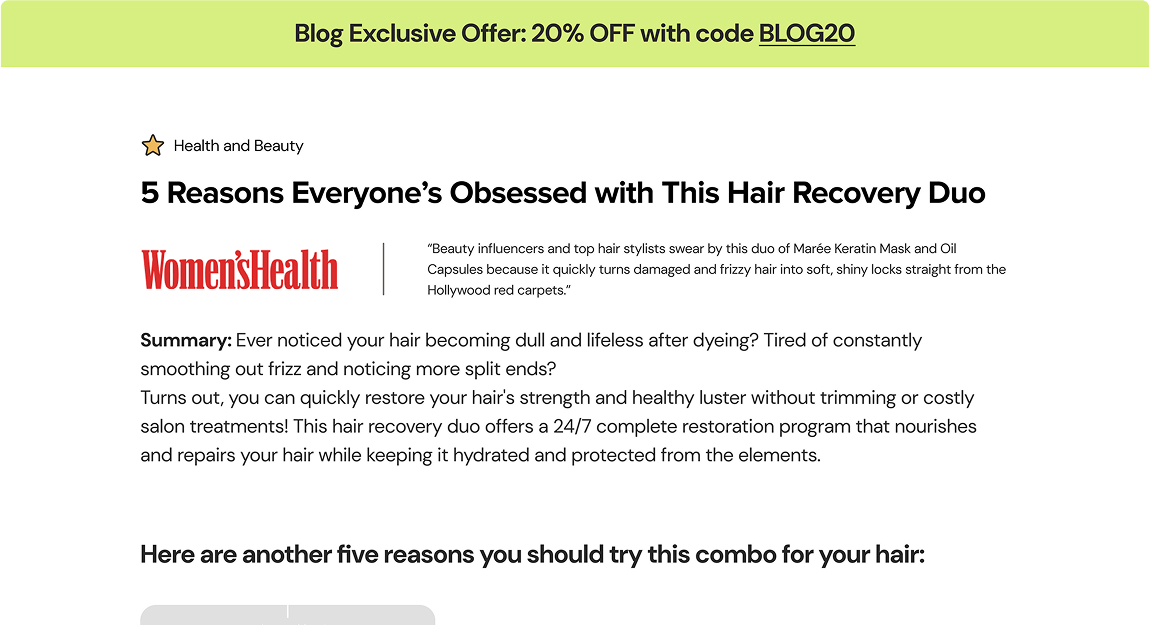 Blog Exclusive Offer: 20% OFF with code BLOG20
Health and Beauty
5 Reasons Everyone’s Obsessed with This Hair Recovery Duo
Women'sHealth
“Beauty influencers and top hair stylists swear by this duo of Marée Keratin Mask and Oil
Capsules because it quickly turns damaged and frizzy hair into soft, shiny locks straight from the
Hollywood red carpets.”
Summary: Ever noticed your hair becoming dull and lifeless after dyeing? Tired of constantly
smoothing out frizz and noticing more split ends?
Turns out, you can quickly restore your hair's strength and healthy luster without trimming or costly
salon treatments! This hair recovery duo offers a 24/7 complete restoration program that nourishes
and repairs your hair while keeping it hydrated and protected from the elements.
Here are another five reasons you should try this combo for your hair: